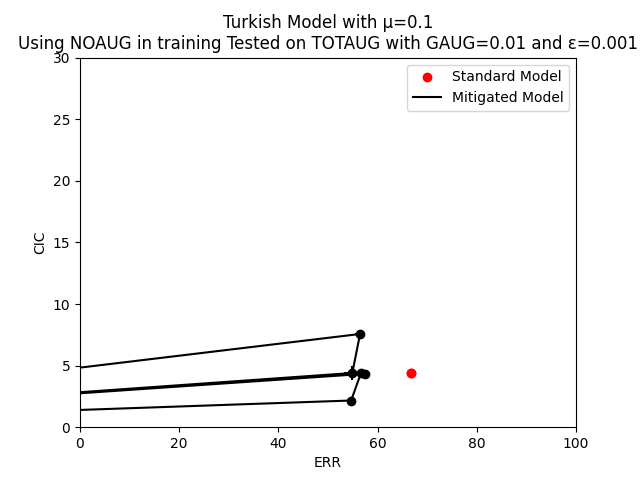 Turkish Model with μ=0.1
Using NOAUG in training Tested on TOTAUG with GAUG=0.01 and ε=0.001
Standard Model
Mitigated Model
30
25
20
15
10
5
0
CIC
0 20 40 60 80 100
ERR